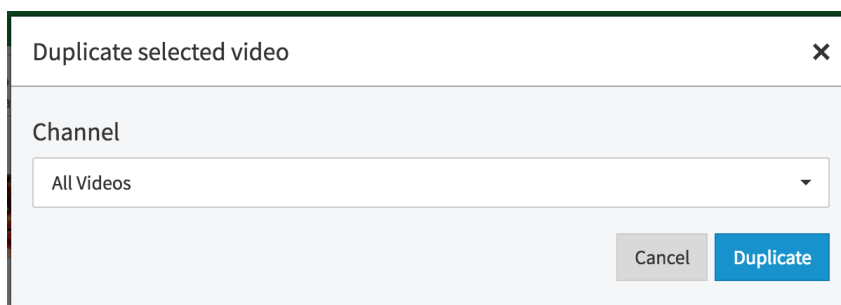 Duplicate selected video
Channel
All Videos
Cancel Duplicate